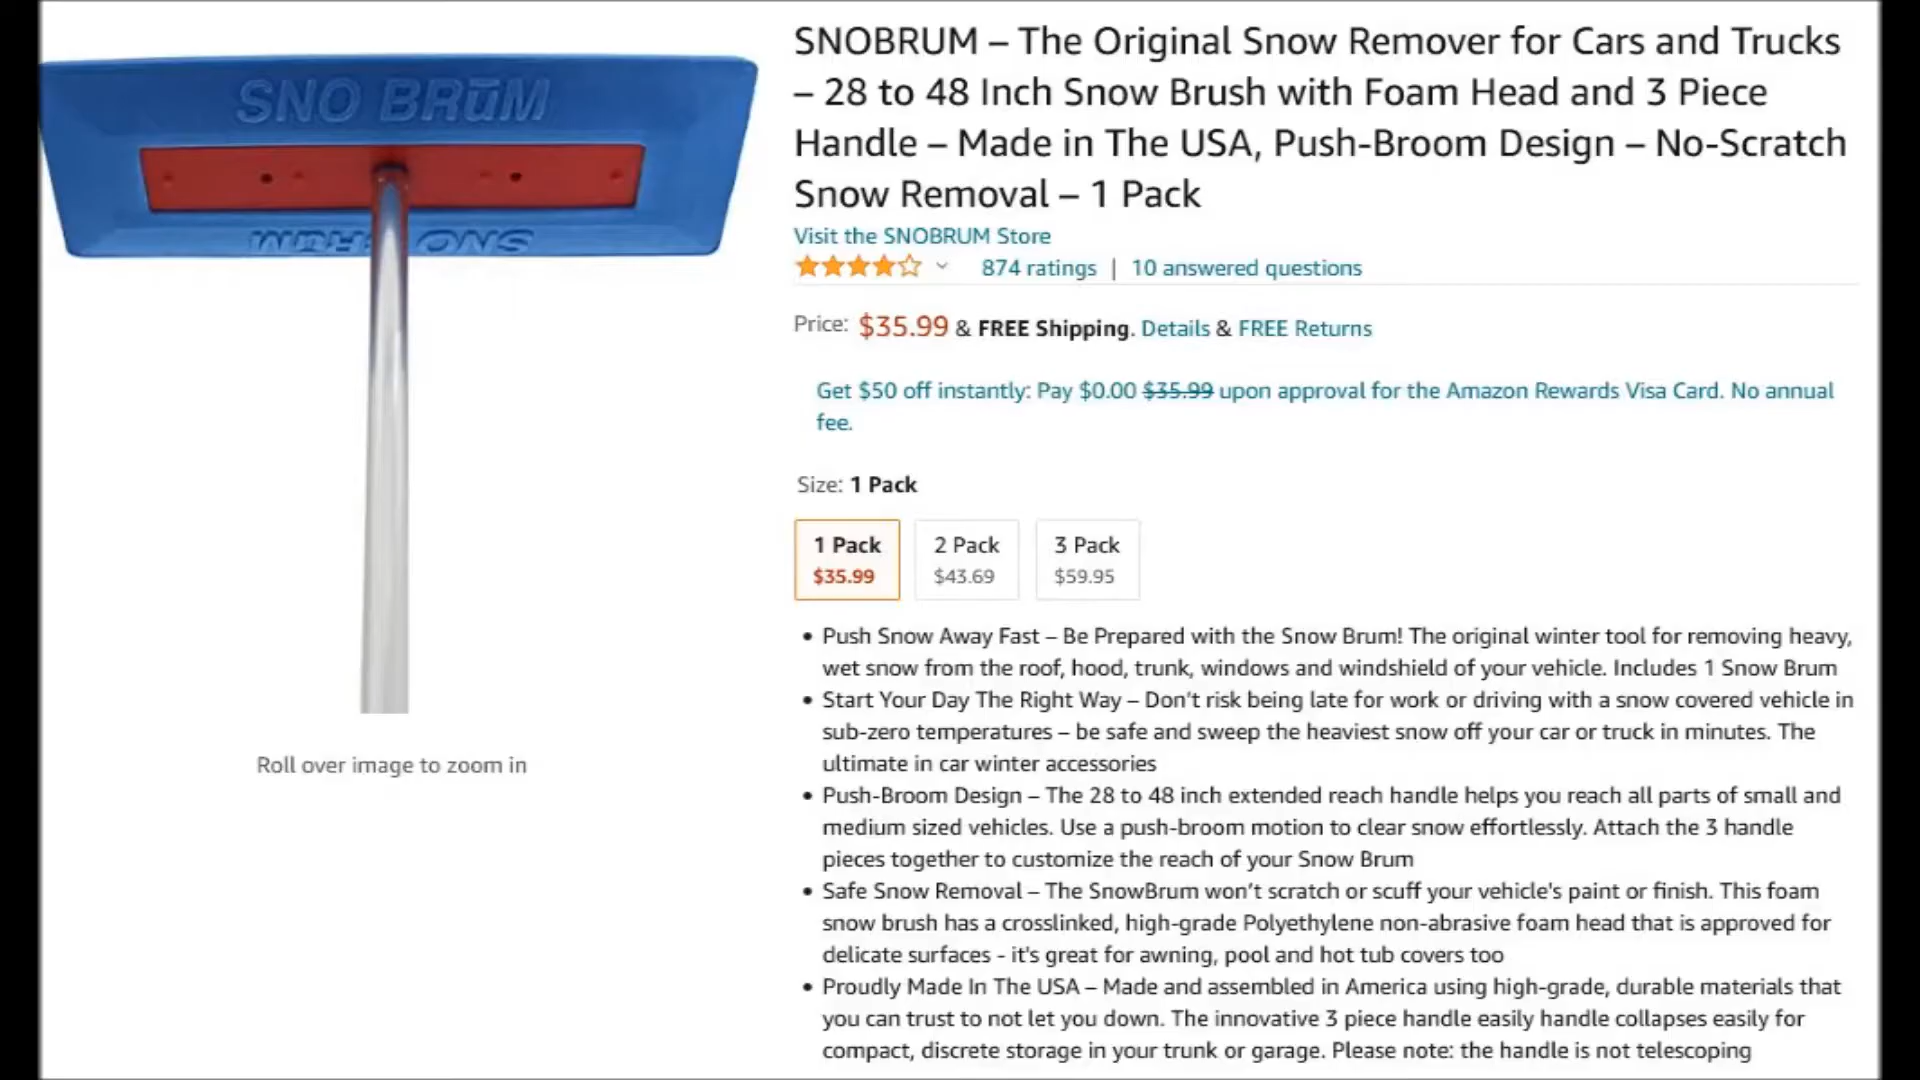 SNO BRūM
SNO BRūM
Roll over image to zoom in
SNOBRUM – The Original Snow Remover for Cars and Trucks
– 28 to 48 Inch Snow Brush with Foam Head and 3 Piece
Handle – Made in The USA, Push-Broom Design – No-Scratch
Snow Removal – 1 Pack
Visit the SNOBRUM Store
874 ratings | 10 answered questions
Price: $35.99 & FREE Shipping. Details & FREE Returns
Get $50 off instantly: Pay $0.00 $35.99 upon approval for the Amazon Rewards Visa Card. No annual
fee.
Size: 1 Pack
1 Pack 2 Pack 3 Pack
$35.99 $43.69 $59.95
• Push Snow Away Fast – Be Prepared with the Snow Brum! The original winter tool for removing heavy,
wet snow from the roof, hood, trunk, windows and windshield of your vehicle. Includes 1 Snow Brum
• Start Your Day The Right Way – Don't risk being late for work or driving with a snow covered vehicle in
sub-zero temperatures – be safe and sweep the heaviest snow off your car or truck in minutes. The
ultimate in car winter accessories
• Push-Broom Design – The 28 to 48 inch extended reach handle helps you reach all parts of small and
medium sized vehicles. Use a push-broom motion to clear snow effortlessly. Attach the 3 handle
pieces together to customize the reach of your Snow Brum
• Safe Snow Removal – The SnowBrum won't scratch or scuff your vehicle's paint or finish. This foam
snow brush has a crosslinked, high-grade Polyethylene non-abrasive foam head that is approved for
delicate surfaces - it's great for awning, pool and hot tub covers too
• Proudly Made In The USA – Made and assembled in America using high-grade, durable materials that
you can trust to not let you down. The innovative 3 piece handle easily handle collapses easily for
compact, discrete storage in your trunk or garage. Please note: the handle is not telescoping